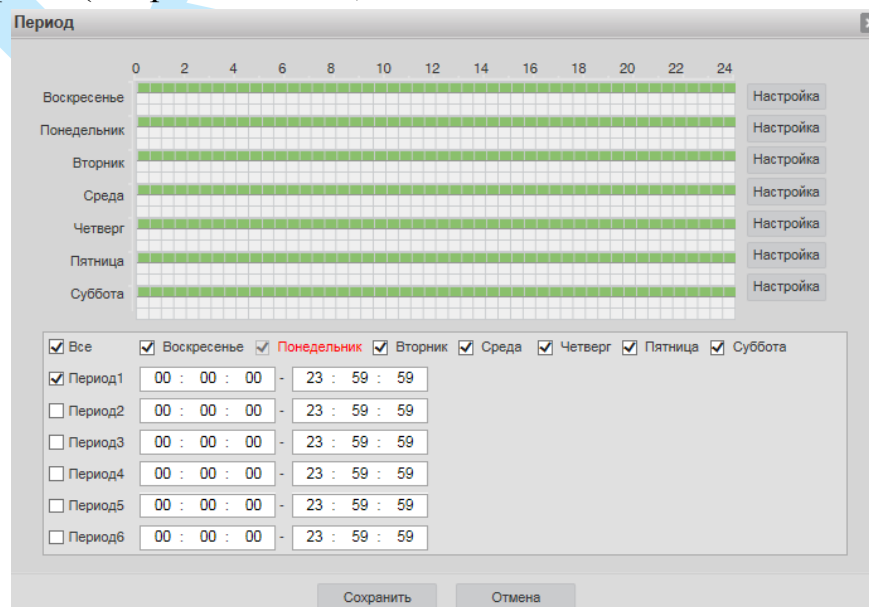 Период
0 2 4 6 8 10 12 14 16 18 20 22 24
Воскресенье Настройка
Понедельник Настройка
Вторник Настройка
Среда Настройка
Четверг Настройка
Пятница Настройка
Суббота Настройка
Все Воскресенье Понедельник Вторник Среда Четверг Пятница Суббота
Период1 00 : 00 : 00 - 23 : 59 : 59
Период2 00 : 00 : 00 - 23 : 59 : 59
Период3 00 : 00 : 00 - 23 : 59 : 59
Период4 00 : 00 : 00 - 23 : 59 : 59
Период5 00 : 00 : 00 - 23 : 59 : 59
Период6 00 : 00 : 00 - 23 : 59 : 59
Сохранить Отмена